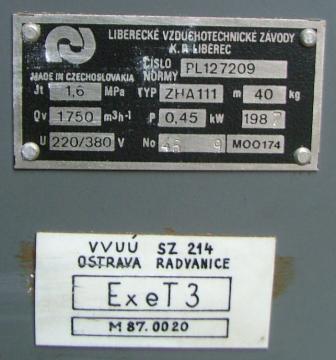 LIBERECKÉ VZDUCHOTECHNICKÉ ZÁVODY
K.P. LIBEREC
MADE IN CZECHOSLOVAKIA
ČÍSLO NORMY PL127209
Jt 1,6 MPa TYP ZHA111 m 40 kg
Qv 1750 m³h-¹ P 0,45 kW 198
U 220/380 V No MOO174
VVUÚ SZ 214
OSTRAVA RADVANICE
ExeT3
M 87.0020